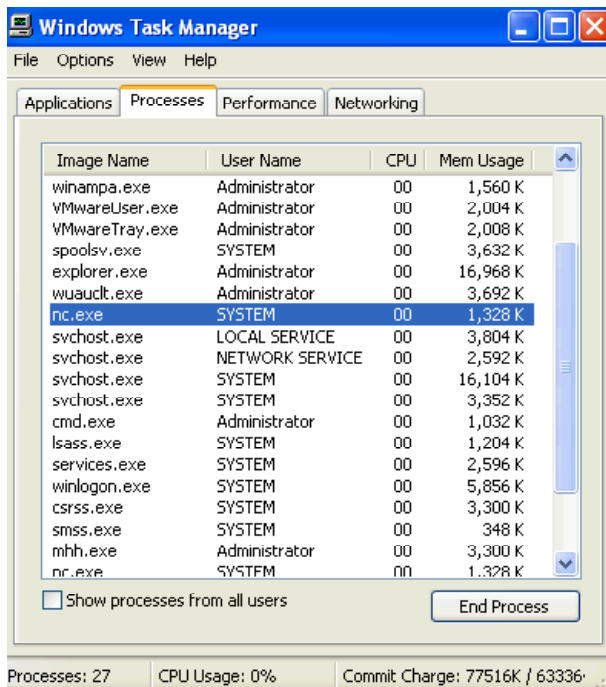 Windows Task Manager
File Options View Help
Applications Processes Performance Networking
Image Name User Name CPU Mem Usage
winampa.exe Administrator 00 1,560 K
VMwareUser.exe Administrator 00 2,004 K
VMwareTray.exe Administrator 00 2,008 K
spoolsv.exe SYSTEM 00 3,632 K
explorer.exe Administrator 00 16,968 K
wuauclt.exe Administrator 00 3,692 K
nc.exe SYSTEM 00 1,328 K
svchost.exe LOCAL SERVICE 00 3,804 K
svchost.exe NETWORK SERVICE 00 2,592 K
svchost.exe SYSTEM 00 16,104 K
svchost.exe SYSTEM 00 3,352 K
cmd.exe Administrator 00 1,032 K
lsass.exe SYSTEM 00 1,204 K
services.exe SYSTEM 00 2,596 K
winlogon.exe SYSTEM 00 5,856 K
csrss.exe SYSTEM 00 3,300 K
smss.exe SYSTEM 00 348 K
mhh.exe Administrator 00 3,300 K
nc.exe SYSTEM 00 1,328 K
Show processes from all users End Process
Processes: 27 CPU Usage: 0% Commit Charge: 77516K / 63336